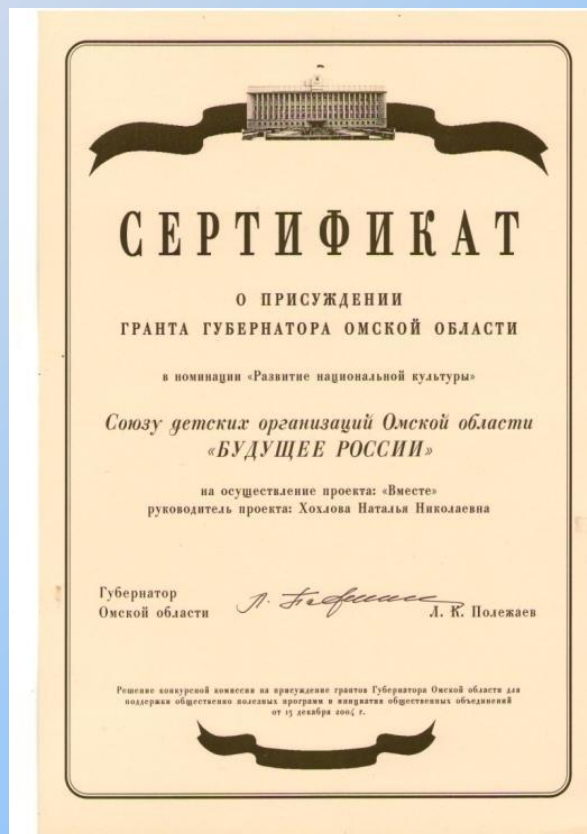 СЕРТИФИКАТ
О ПРИСУЖДЕНИИ
ГРАНТА ГУБЕРНАТОРА ОМСКОЙ ОБЛАСТИ
в номинации «Развитие национальной культуры»
Союзу детских организаций Омской области
«БУДУЩЕЕ РОССИИ»
на осуществление проекта: «Вместе»
руководитель проекта: Хохлова Наталья Николаевна
Губернатор
Омской области
Л. К. Полежаев
Решение конкурсной комиссии на присуждение грантов Губернатора Омской области для
поддержки общественно полезных программ и инициатив общественных объединений
от 15 декабря 2004 г.